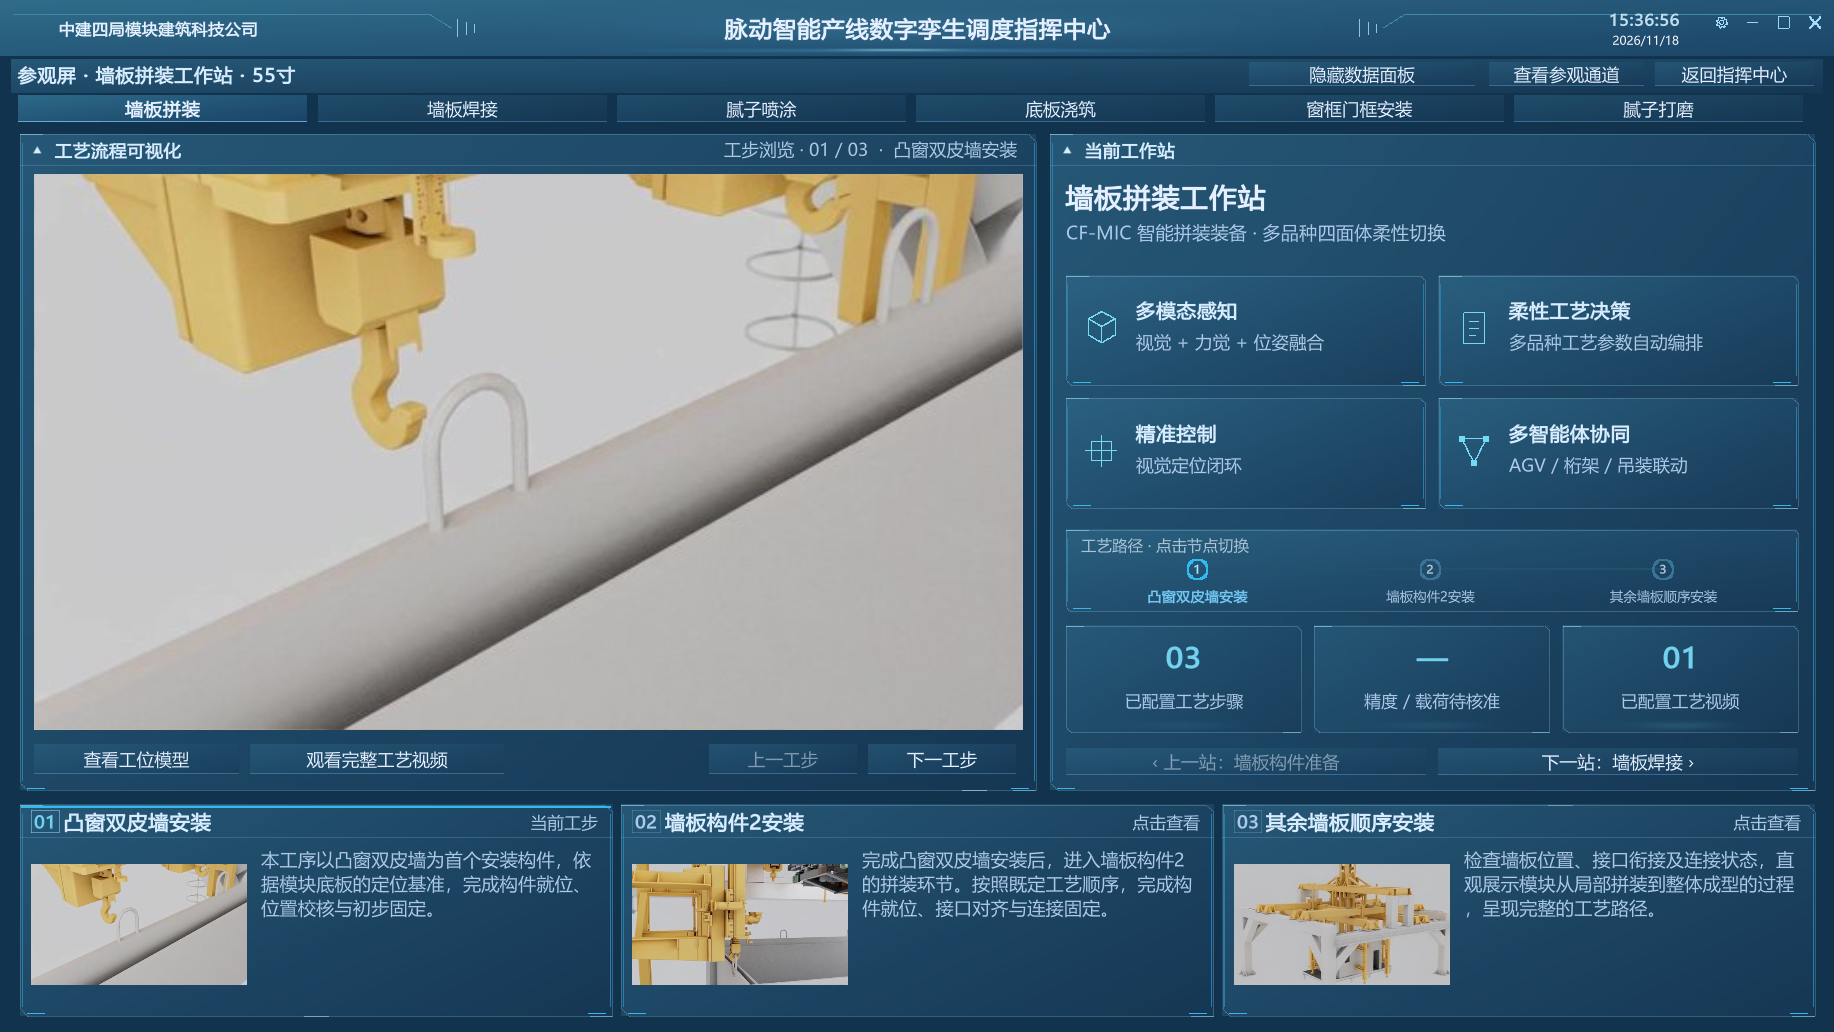 中建四局模块建筑科技公司
脉动智能产线数字孪生调度指挥中心
15:36:56
2026/11/18
参观屏 · 墙板拼装工作站 · 55寸
隐藏数据面板
查看参观通道
返回指挥中心
墙板拼装
墙板焊接
腻子喷涂
底板浇筑
窗框门框安装
腻子打磨
工艺流程可视化
工步浏览 · 01 / 03 · 凸窗双皮墙安装
查看工位模型
观看完整工艺视频
上一工步
下一工步
当前工作站
墙板拼装工作站
CF-MIC 智能拼装装备 · 多品种四面体柔性切换
多模态感知
视觉 + 力觉 + 位姿融合
柔性工艺决策
多品种工艺参数自动编排
精准控制
视觉定位闭环
多智能体协同
AGV / 桁架 / 吊装联动
工艺路径 · 点击节点切换
1
2
3
凸窗双皮墙安装
墙板构件2安装
其余墙板顺序安装
03
已配置工艺步骤
—
精度 / 载荷待核准
01
已配置工艺视频
‹ 上一站：墙板构件准备
下一站：墙板焊接 ›
01 凸窗双皮墙安装
当前工步
本工序以凸窗双皮墙为首个安装构件，依
据模块底板的定位基准，完成构件就位、
位置校核与初步固定。
02 墙板构件2安装
点击查看
完成凸窗双皮墙安装后，进入墙板构件2
的拼装环节。按照既定工艺顺序，完成构
件就位、接口对齐与连接固定。
03 其余墙板顺序安装
点击查看
检查墙板位置、接口衔接及连接状态，直
观展示模块从局部拼装到整体成型的过程
，呈现完整的工艺路径。